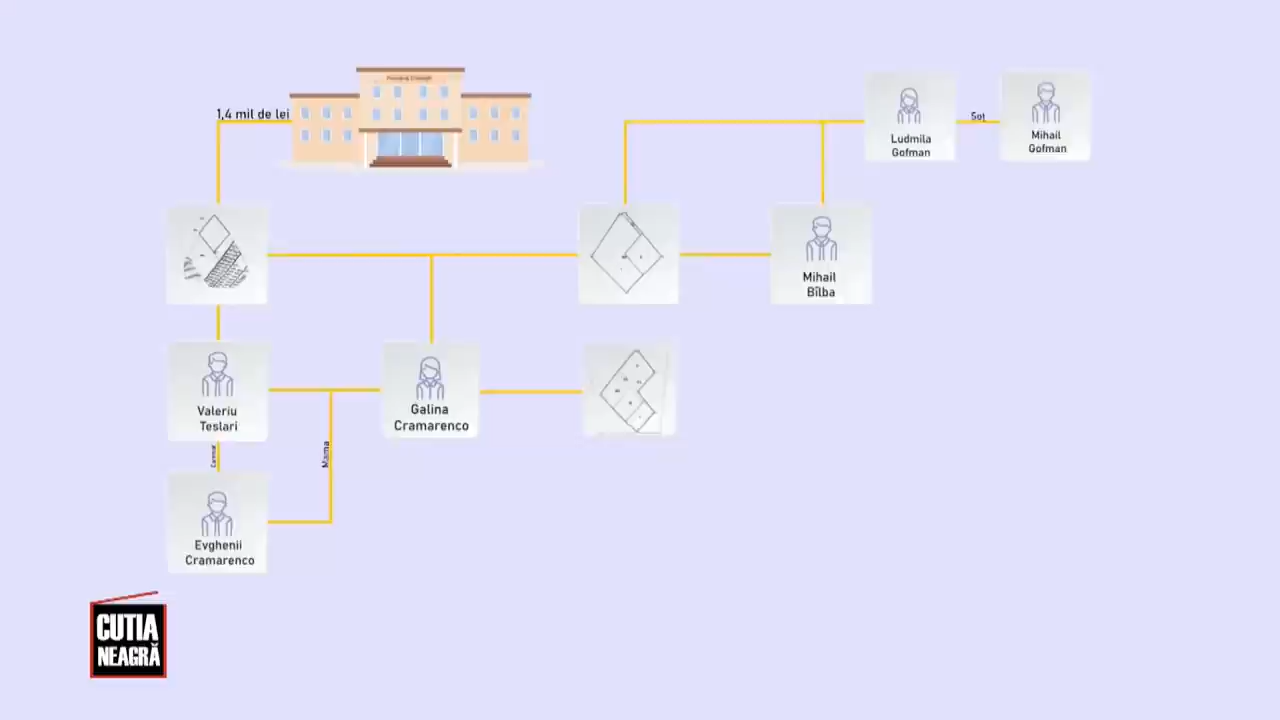 1,4 mil de lei
Ludmila
Gofman
Soț
Mihail
Gofman
Mihail
Bîlba
Valeriu
Teslari
Galina
Cramarenco
Mama
Evghenii
Cramarenco
CUTIA
NEAGRĂ